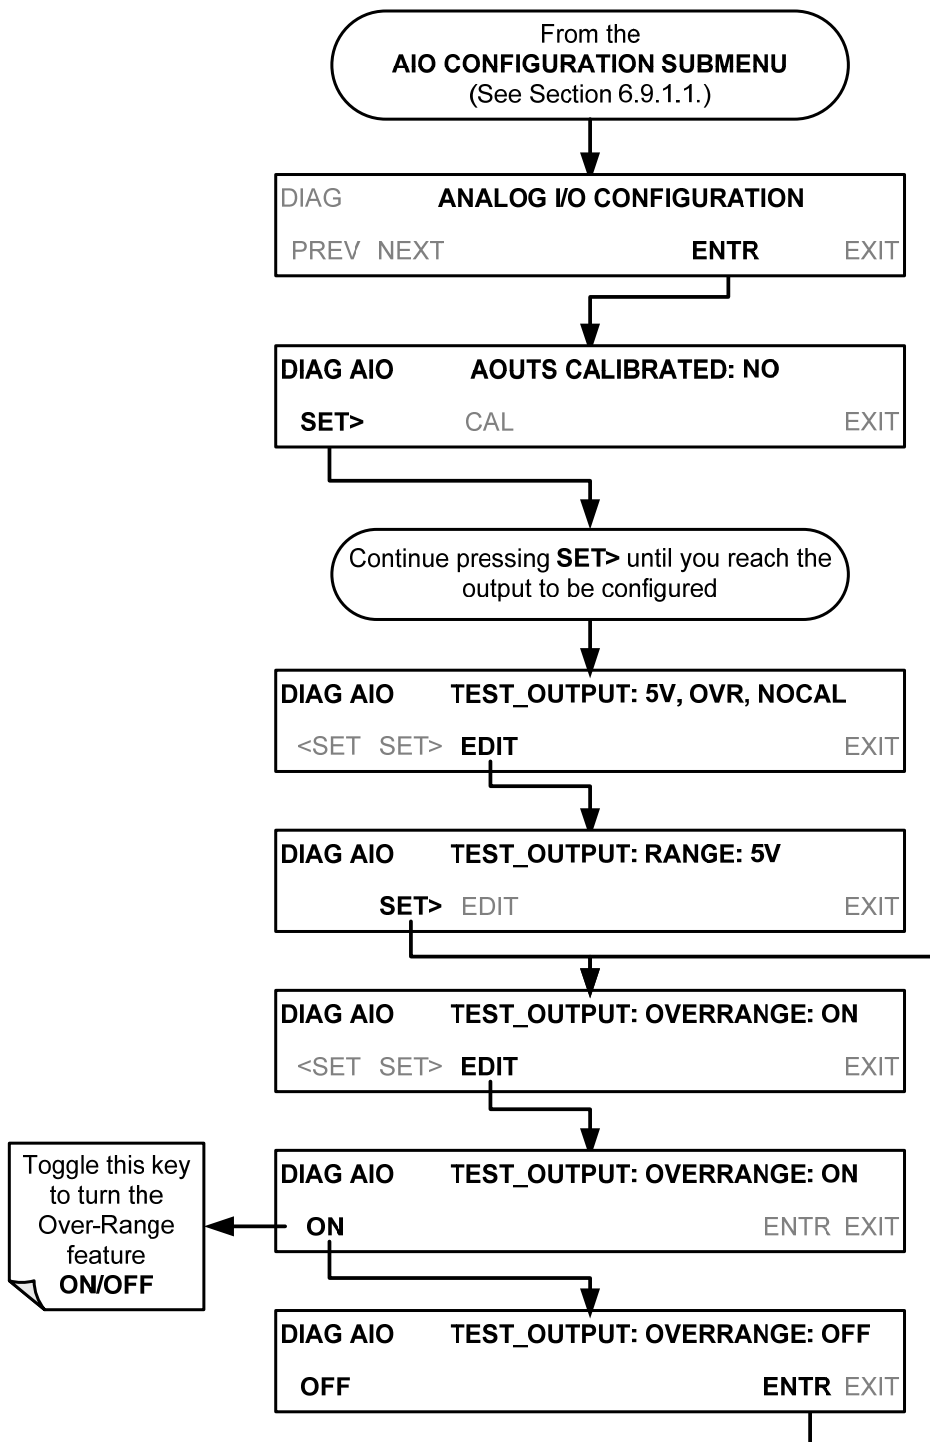 From the
AIO CONFIGURATION SUBMENU
(See Section 6.9.1.1.)
DIAG ANALOG I/O CONFIGURATION
PREV NEXT ENTR EXIT
DIAG AIO AOUTS CALIBRATED: NO
SET> CAL EXIT
Continue pressing SET> until you reach the
output to be configured
DIAG AIO TEST_OUTPUT: 5V, OVR, NOCAL
<SET SET> EDIT EXIT
DIAG AIO TEST_OUTPUT: RANGE: 5V
SET> EDIT EXIT
DIAG AIO TEST_OUTPUT: OVERRANGE: ON
<SET SET> EDIT EXIT
Toggle this key
to turn the
Over-Range
feature
ON/OFF
DIAG AIO TEST_OUTPUT: OVERRANGE: ON
ON ENTR EXIT
DIAG AIO TEST_OUTPUT: OVERRANGE: OFF
OFF ENTR EXIT